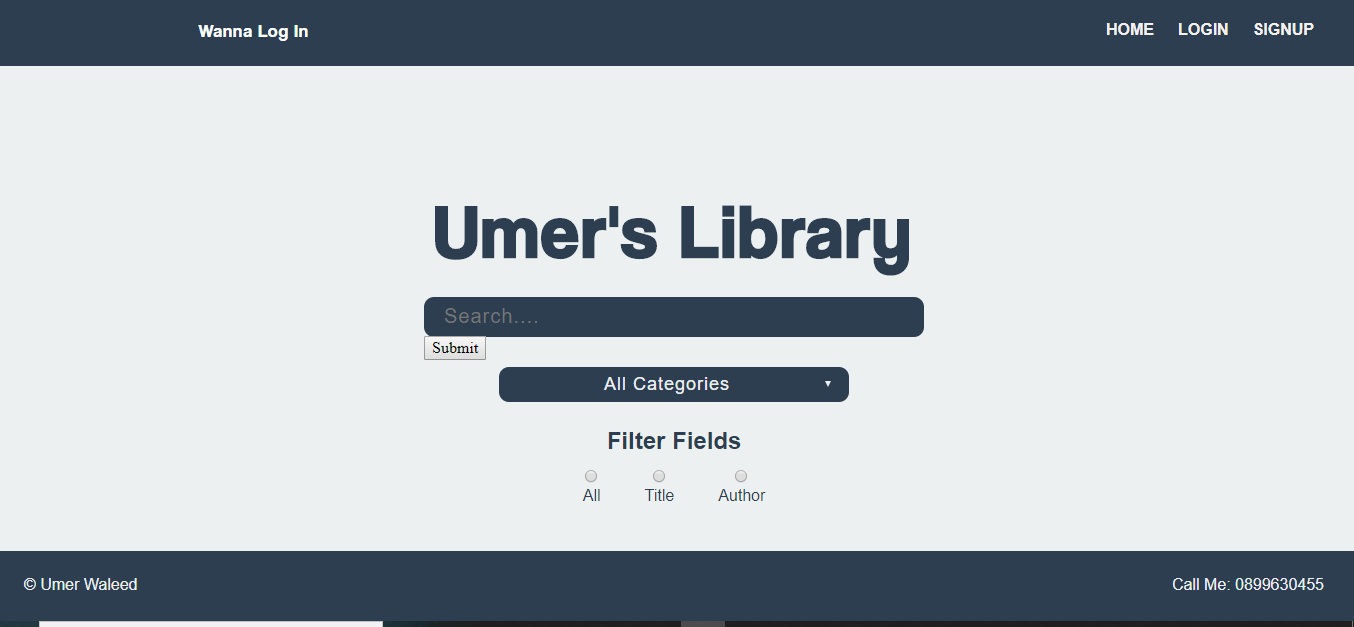 Wanna Log In
HOME LOGIN SIGNUP
Umer's Library
Search....
Submit
All Categories ▾
Filter Fields
All Title Author
© Umer Waleed
Call Me: 0899630455